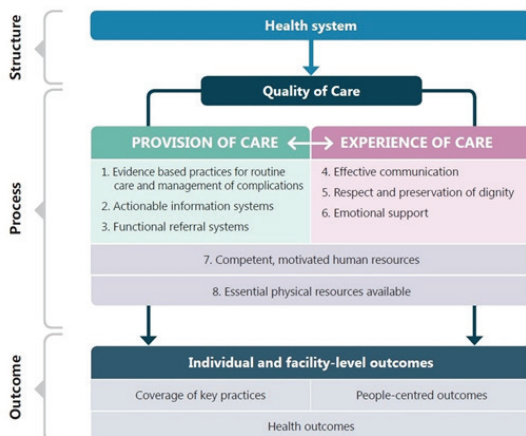 Structure
Health system
Process
Quality of Care
PROVISION OF CARE
EXPERIENCE OF CARE
1. Evidence based practices for routine
care and management of complications
2. Actionable information systems
3. Functional referral systems
4. Effective communication
5. Respect and preservation of dignity
6. Emotional support
7. Competent, motivated human resources
8. Essential physical resources available
Outcome
Individual and facility-level outcomes
Coverage of key practices
People-centred outcomes
Health outcomes